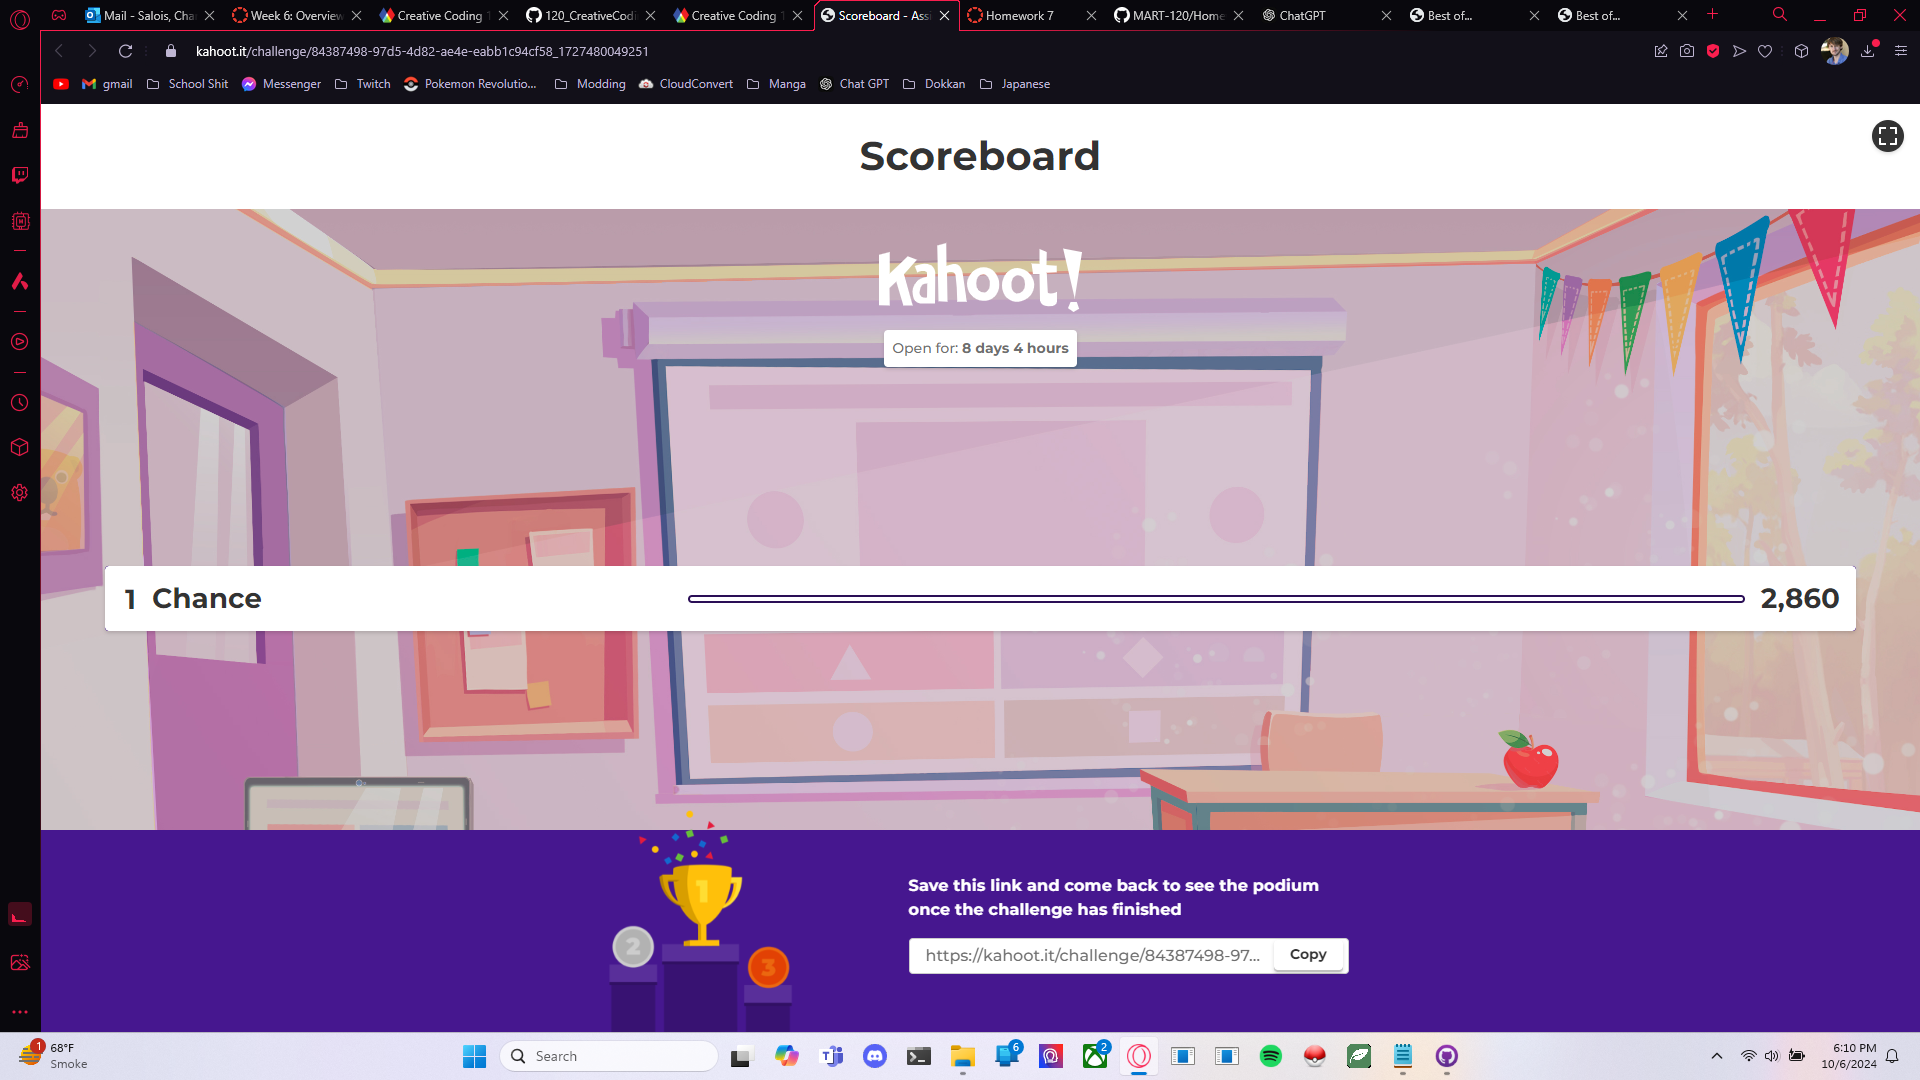 Mail - Salois, Cha
Week 6: Overview
Creative Coding 1
120_CreativeCodi
Creative Coding 1
Scoreboard - Assi
Homework 7
MART-120/Home
ChatGPT
Best of...
Best of...
kahoot.it/challenge/84387498-97d5-4d82-ae4e-eabb1c94cf58_1727480049251
gmail
School Shit
Messenger
Twitch
Pokemon Revolutio...
Modding
CloudConvert
Manga
Chat GPT
Dokkan
Japanese
Scoreboard
Kahoot!
Open for: 8 days 4 hours
1 Chance 2,860
1
2
3
Save this link and come back to see the podium
once the challenge has finished
https://kahoot.it/challenge/84387498-97...
Copy
1
68°F
Smoke
Search
6
2
6:10 PM
10/6/2024